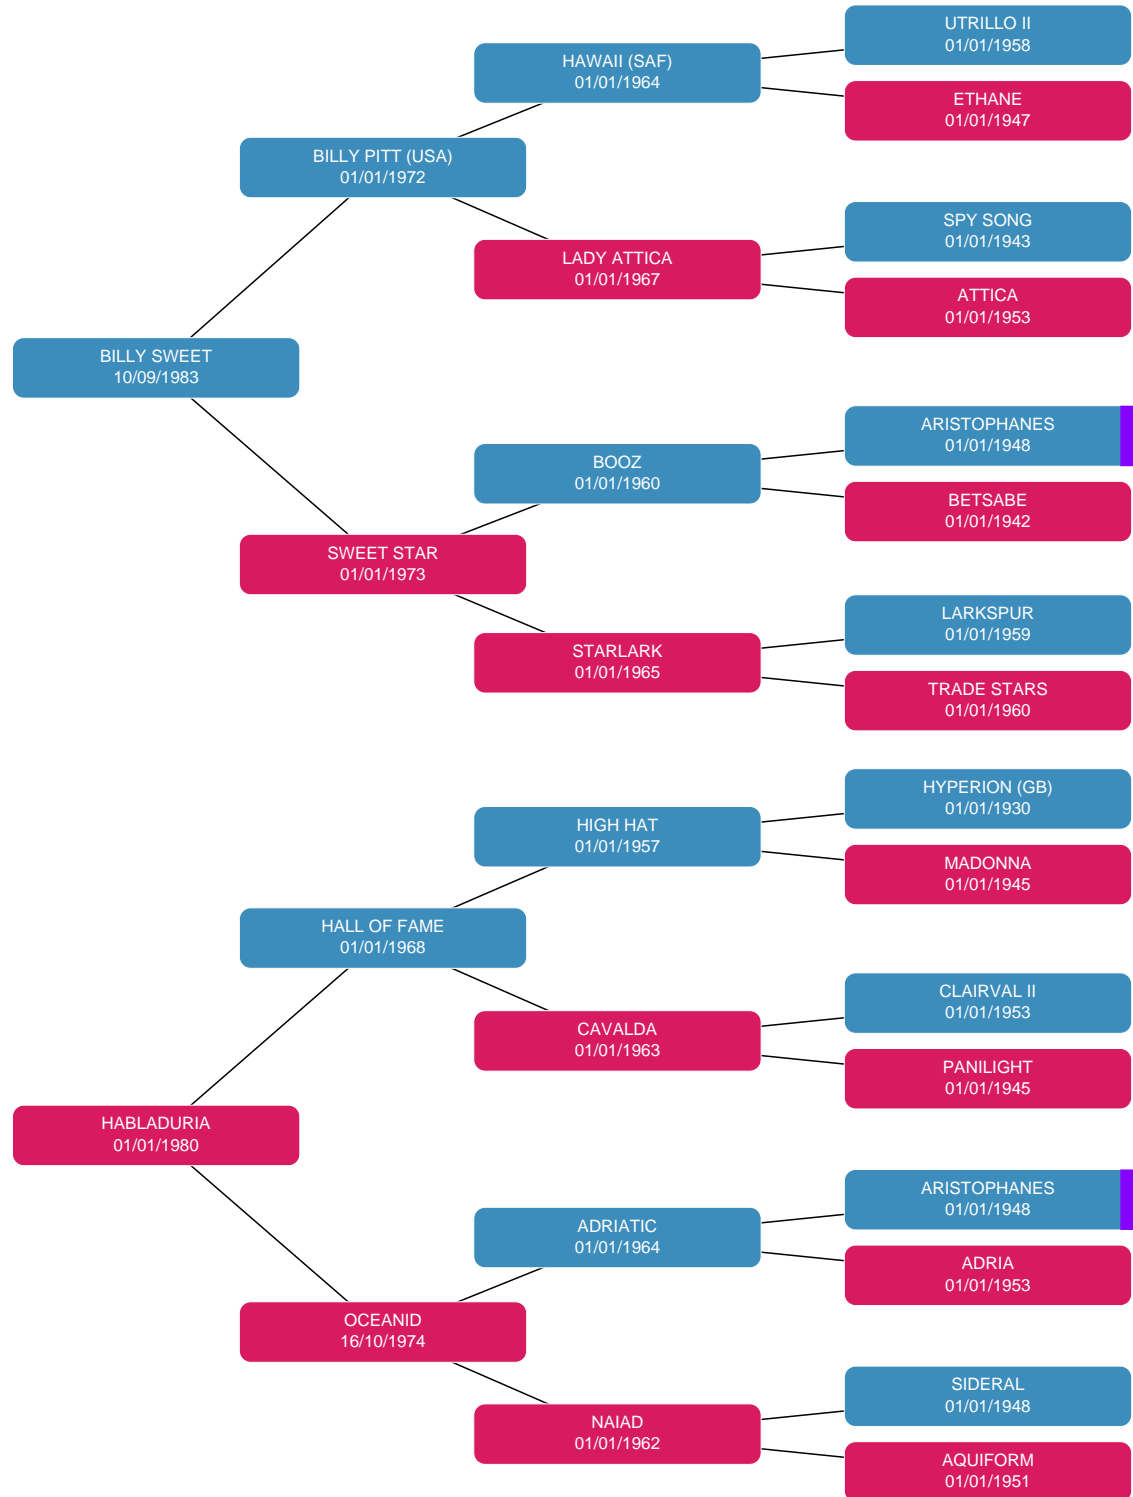 UTRILLO II
01/01/1958
HAWAII (SAF)
01/01/1964
ETHANE
01/01/1947
BILLY PITT (USA)
01/01/1972
SPY SONG
01/01/1943
LADY ATTICA
01/01/1967
ATTICA
01/01/1953
BILLY SWEET
10/09/1983
ARISTOPHANES
01/01/1948
BOOZ
01/01/1960
BETSABE
01/01/1942
SWEET STAR
01/01/1973
LARKSPUR
01/01/1959
STARLARK
01/01/1965
TRADE STARS
01/01/1960
HYPERION (GB)
01/01/1930
HIGH HAT
01/01/1957
MADONNA
01/01/1945
HALL OF FAME
01/01/1968
CLAIRVAL II
01/01/1953
CAVALDA
01/01/1963
PANILIGHT
01/01/1945
HABLADURIA
01/01/1980
ARISTOPHANES
01/01/1948
ADRIATIC
01/01/1964
ADRIA
01/01/1953
OCEANID
16/10/1974
SIDERAL
01/01/1948
NAIAD
01/01/1962
AQUIFORM
01/01/1951